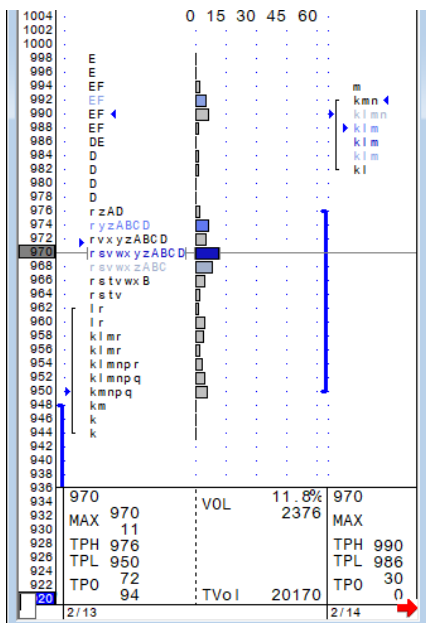 1004 0 15 30 45 60
1002
1000
998 E
996 E
994 EF m
992 EF kmn
990 EF klmn
988 EF klm
986 DE klm
984 D klm
982 D kl
980 D
978 D
976 rzAD
974 ryzABCD
972 rvxyzABCD
970 rsvwxyzABCD
968 rsvwxzABC
966 rstvwxB
964 rstv
962 lr
960 lr
958 klmr
956 klmr
954 klmnpr
952 klmnpq
950 kmnpq
948 km
946 k
944 k
942
940
938
936
934 970 VOL 11.8% 970
932 MAX 970 2376 MAX
930 11
928 TPH 976 TPH 990
926 TPL 950 TPL 986
924 TPO 72 TPO 30
922 94 TVol 20170 0
920 2/13 2/14